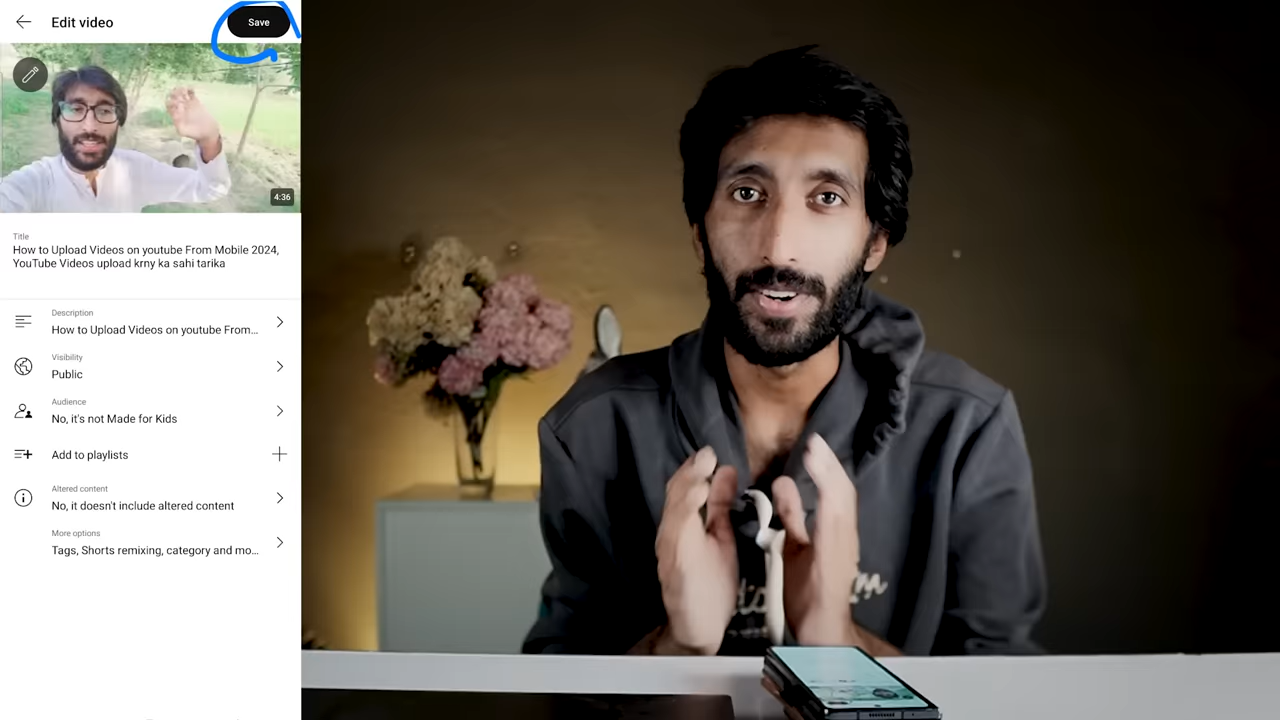 Edit video
Save
4:36
Title
How to Upload Videos on youtube From Mobile 2024,
YouTube Videos upload krny ka sahi tarika
Description
How to Upload Videos on youtube From...
Visibility
Public
Audience
No, it's not Made for Kids
Add to playlists
Altered content
No, it doesn't include altered content
More options
Tags, Shorts remixing, category and mo...